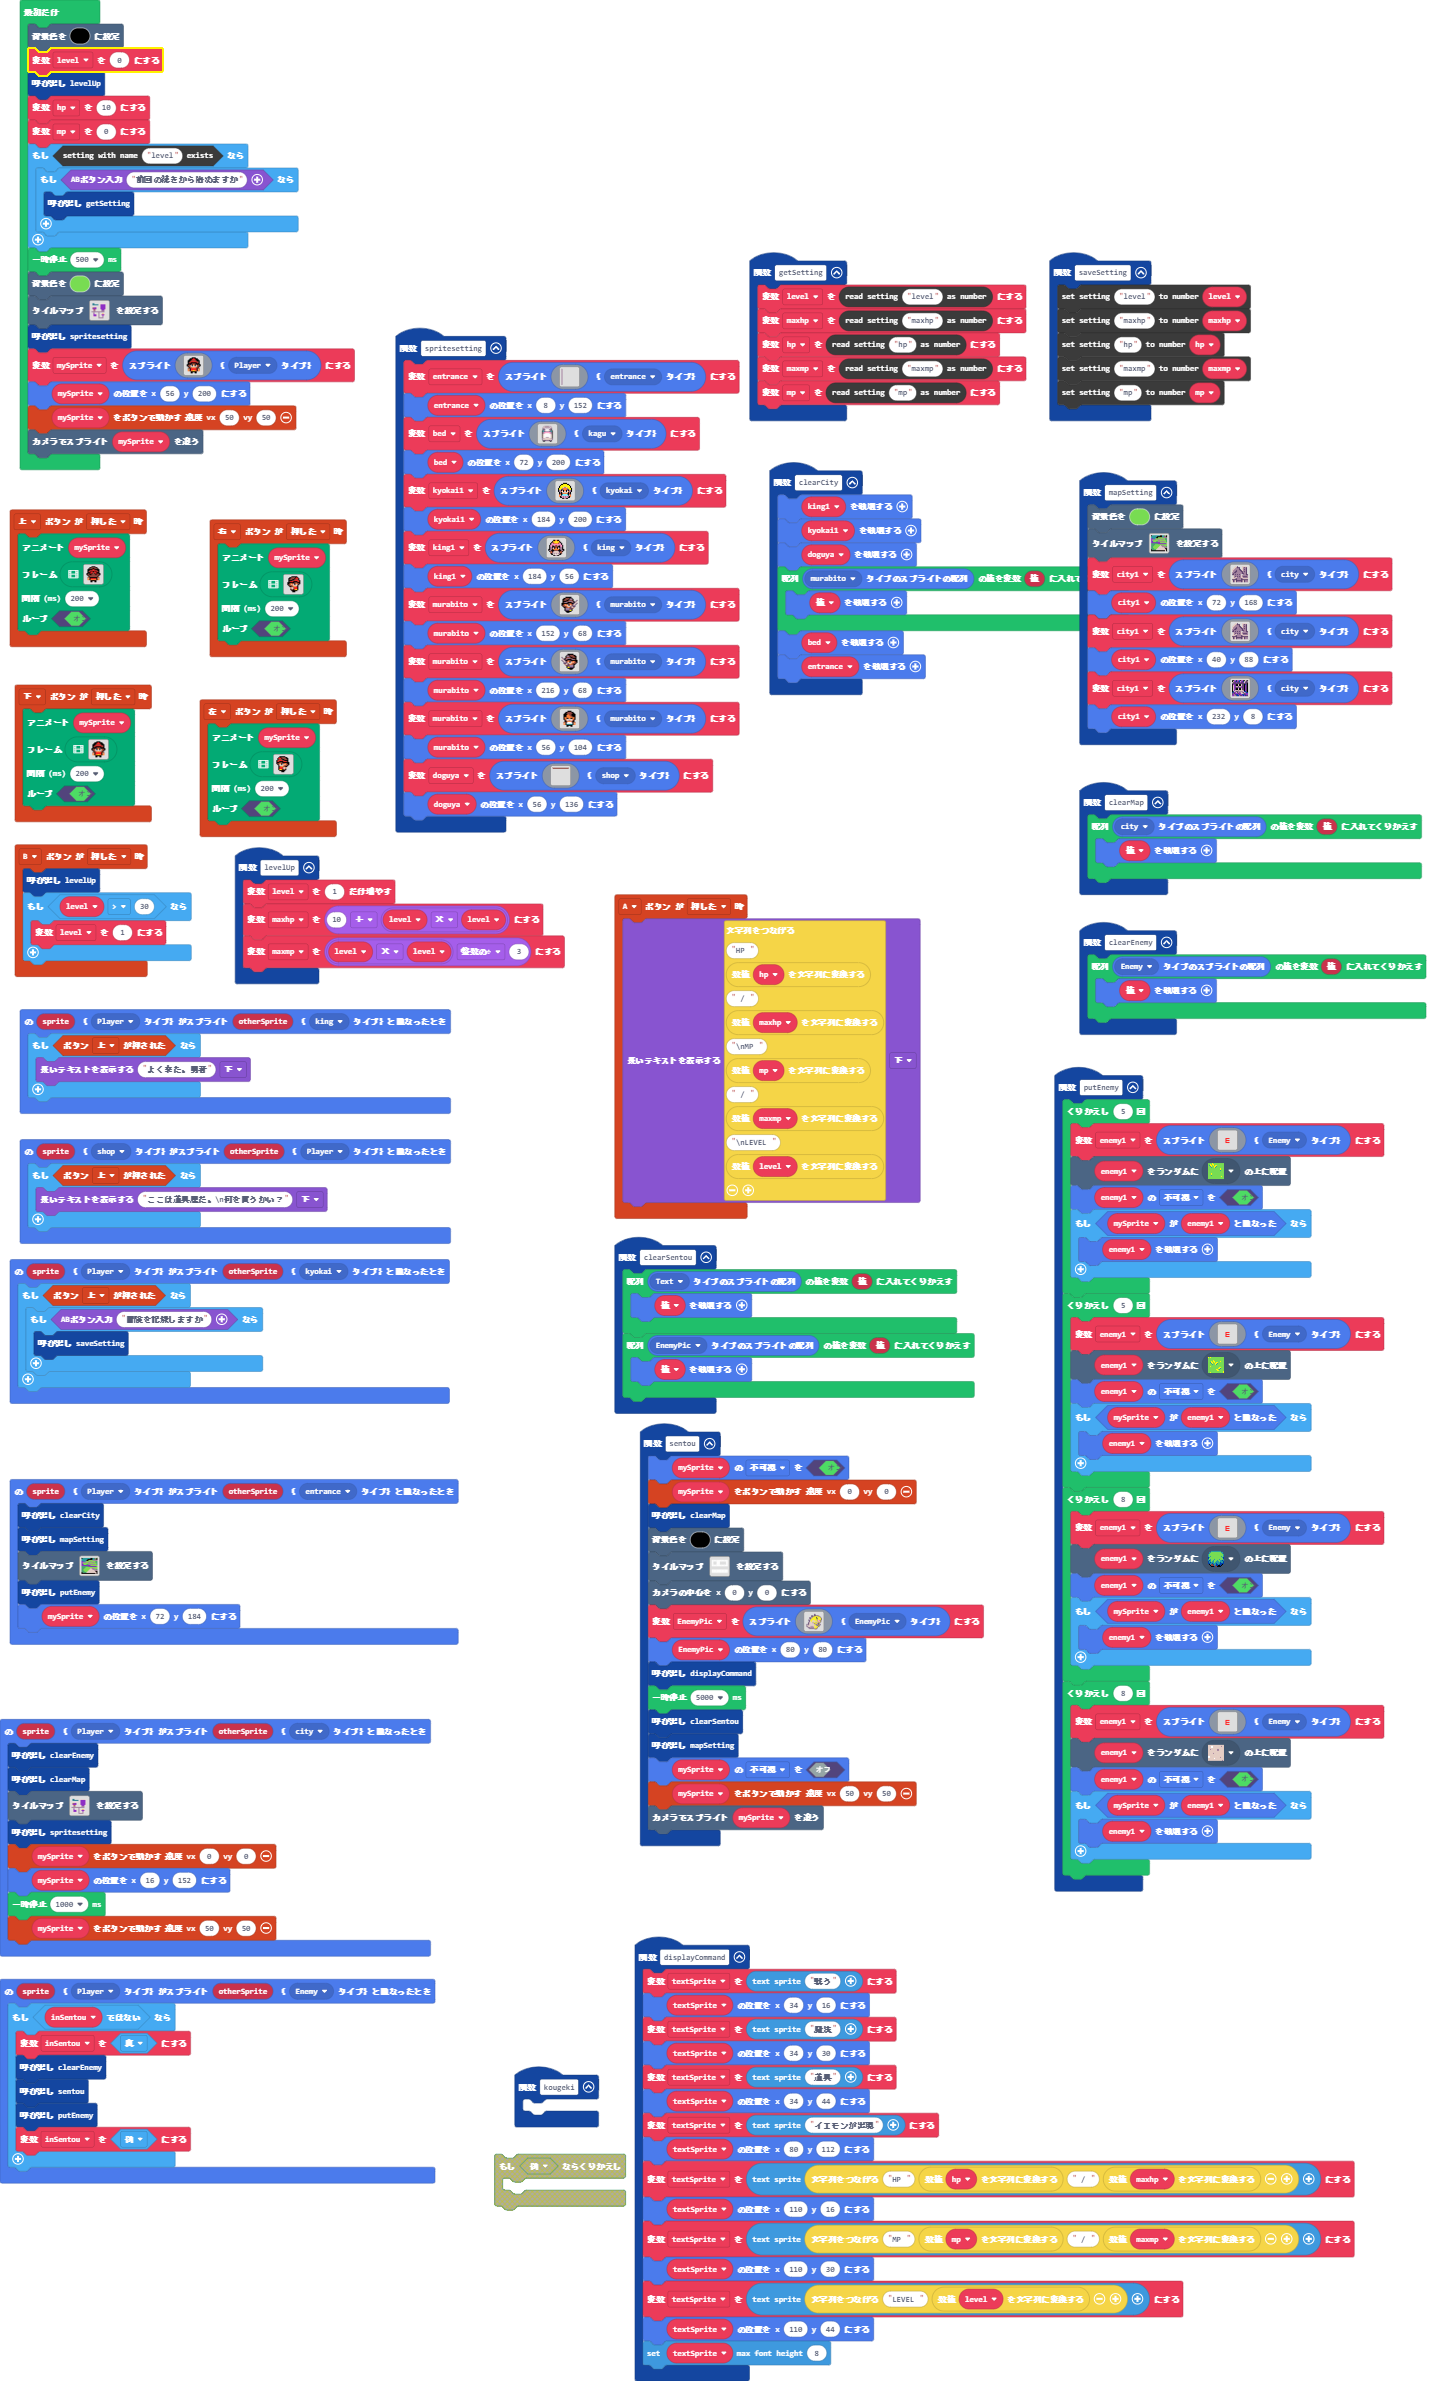 最初だけ
背景色を に設定
変数 level を 0 にする
呼び出し levelUp
変数 hp を 10 にする
変数 mp を 0 にする
もし setting with name "level" exists なら
もし ABボタン入力 "前回の続きから始めますか" なら
呼び出し getSetting
一時停止 500 ms
背景色を に設定
タイルマップ を設定する
呼び出し spritesetting
変数 mySprite を スプライト ( Player タイプ) にする
mySprite の位置を x 56 y 200 にする
mySprite をボタンで動かす 速度 vx 50 vy 50
カメラでスプライト mySprite を追う
上 ボタン が 押した 時
アニメート mySprite
フレーム
間隔 (ms) 200
ループ オ
右 ボタン が 押した 時
アニメート mySprite
フレーム
間隔 (ms) 200
ループ オ
下 ボタン が 押した 時
アニメート mySprite
フレーム
間隔 (ms) 200
ループ オ
左 ボタン が 押した 時
アニメート mySprite
フレーム
間隔 (ms) 200
ループ オ
B ボタン が 押した 時
呼び出し levelUp
もし level > 30 なら
変数 level を 1 にする
関数 levelUp
変数 level を 1 だけ増やす
変数 maxhp を 10 + level × level にする
変数 maxmp を level × level 整数の÷ 3 にする
の sprite ( Player タイプ) がスプライト otherSprite ( king タイプ) と重なったとき
もし ボタン 上 が押された なら
長いテキストを表示する "よく来た。勇者" 下
の sprite ( shop タイプ) がスプライト otherSprite ( Player タイプ) と重なったとき
もし ボタン 上 が押された なら
長いテキストを表示する "ここは道具屋だ。\n何を買うかい？" 下
の sprite ( Player タイプ) がスプライト otherSprite ( kyokai タイプ) と重なったとき
もし ボタン 上 が押された なら
もし ABボタン入力 "冒険を記録しますか" なら
呼び出し saveSetting
の sprite ( Player タイプ) がスプライト otherSprite ( entrance タイプ) と重なったとき
呼び出し clearCity
呼び出し mapSetting
タイルマップ を設定する
呼び出し putEnemy
mySprite の位置を x 72 y 184 にする
の sprite ( Player タイプ) がスプライト otherSprite ( city タイプ) と重なったとき
呼び出し clearEnemy
呼び出し clearMap
タイルマップ を設定する
呼び出し spritesetting
mySprite をボタンで動かす 速度 vx 0 vy 0
mySprite の位置を x 16 y 152 にする
一時停止 1000 ms
mySprite をボタンで動かす 速度 vx 50 vy 50
の sprite ( Player タイプ) がスプライト otherSprite ( Enemy タイプ) と重なったとき
もし inSentou ではない なら
変数 inSentou を 真 にする
呼び出し clearEnemy
呼び出し sentou
呼び出し putEnemy
変数 inSentou を 偽 にする
関数 spritesetting
変数 entrance を スプライト ( entrance タイプ) にする
entrance の位置を x 8 y 152 にする
変数 bed を スプライト ( kagu タイプ) にする
bed の位置を x 72 y 200 にする
変数 kyokai1 を スプライト ( kyokai タイプ) にする
kyokai1 の位置を x 184 y 200 にする
変数 king1 を スプライト ( king タイプ) にする
king1 の位置を x 184 y 56 にする
変数 murabito を スプライト ( murabito タイプ) にする
murabito の位置を x 152 y 68 にする
変数 murabito を スプライト ( murabito タイプ) にする
murabito の位置を x 216 y 68 にする
変数 murabito を スプライト ( murabito タイプ) にする
murabito の位置を x 56 y 104 にする
変数 doguya を スプライト ( shop タイプ) にする
doguya の位置を x 56 y 136 にする
関数 getSetting
変数 level を read setting "level" as number にする
変数 maxhp を read setting "maxhp" as number にする
変数 hp を read setting "hp" as number にする
変数 maxmp を read setting "maxmp" as number にする
変数 mp を read setting "mp" as number にする
関数 saveSetting
set setting "level" to number level
set setting "maxhp" to number maxhp
set setting "hp" to number hp
set setting "maxmp" to number maxmp
set setting "mp" to number mp
関数 clearCity
king1 を破壊する
kyokai1 を破壊する
doguya を破壊する
配列 murabito タイプのスプライトの配列 の値を変数 値 に入れて
値 を破壊する
bed を破壊する
entrance を破壊する
関数 mapSetting
背景色を に設定
タイルマップ を設定する
変数 city1 を スプライト ( city タイプ) にする
city1 の位置を x 72 y 168 にする
変数 city1 を スプライト ( city タイプ) にする
city1 の位置を x 40 y 88 にする
変数 city1 を スプライト ( city タイプ) にする
city1 の位置を x 232 y 8 にする
関数 clearMap
配列 city タイプのスプライトの配列 の値を変数 値 に入れてくりかえす
値 を破壊する
関数 clearEnemy
配列 Enemy タイプのスプライトの配列 の値を変数 値 に入れてくりかえす
値 を破壊する
A ボタン が 押した 時
長いテキストを表示する 下
文字列をつなげる
"HP "
数値 hp を文字列に変換する
" / "
数値 maxhp を文字列に変換する
"\nMP "
数値 mp を文字列に変換する
" / "
数値 maxmp を文字列に変換する
"\nLEVEL "
数値 level を文字列に変換する
関数 clearSentou
配列 Text タイプのスプライトの配列 の値を変数 値 に入れてくりかえす
値 を破壊する
配列 EnemyPic タイプのスプライトの配列 の値を変数 値 に入れてくりかえす
値 を破壊する
関数 sentou
mySprite の 不可視 を オ
mySprite をボタンで動かす 速度 vx 0 vy 0
呼び出し clearMap
背景色を に設定
タイルマップ を設定する
カメラの中心を x 0 y 0 にする
変数 EnemyPic を スプライト ( EnemyPic タイプ) にする
EnemyPic の位置を x 80 y 80 にする
呼び出し displayCommand
一時停止 5000 ms
呼び出し clearSentou
呼び出し mapSetting
mySprite の 不可視 を オフ
mySprite をボタンで動かす 速度 vx 50 vy 50
カメラでスプライト mySprite を追う
関数 putEnemy
くりかえし 5 回
変数 enemy1 を スプライト E ( Enemy タイプ) にする
enemy1 をランダムに の上に配置
enemy1 の 不可視 を オ
もし mySprite が enemy1 と重なった なら
enemy1 を破壊する
くりかえし 5 回
変数 enemy1 を スプライト E ( Enemy タイプ) にする
enemy1 をランダムに の上に配置
enemy1 の 不可視 を オ
もし mySprite が enemy1 と重なった なら
enemy1 を破壊する
くりかえし 8 回
変数 enemy1 を スプライト E ( Enemy タイプ) にする
enemy1 をランダムに の上に配置
enemy1 の 不可視 を オ
もし mySprite が enemy1 と重なった なら
enemy1 を破壊する
くりかえし 8 回
変数 enemy1 を スプライト E ( Enemy タイプ) にする
enemy1 をランダムに の上に配置
enemy1 の 不可視 を オ
もし mySprite が enemy1 と重なった なら
enemy1 を破壊する
関数 kougeki
もし 偽 ならくりかえし
関数 displayCommand
変数 textSprite を text sprite "戦う" にする
textSprite の位置を x 34 y 16 にする
変数 textSprite を text sprite "魔法" にする
textSprite の位置を x 34 y 30 にする
変数 textSprite を text sprite "道具" にする
textSprite の位置を x 34 y 44 にする
変数 textSprite を text sprite "イエモンが出現" にする
textSprite の位置を x 80 y 112 にする
変数 textSprite を text sprite 文字列をつなげる "HP " 数値 hp を文字列に変換する " / " 数値 maxhp を文字列に変換する にする
textSprite の位置を x 110 y 16 にする
変数 textSprite を text sprite 文字列をつなげる "MP " 数値 mp を文字列に変換する " / " 数値 maxmp を文字列に変換する にする
textSprite の位置を x 110 y 30 にする
変数 textSprite を text sprite 文字列をつなげる "LEVEL " 数値 level を文字列に変換する にする
textSprite の位置を x 110 y 44 にする
set textSprite max font height 8